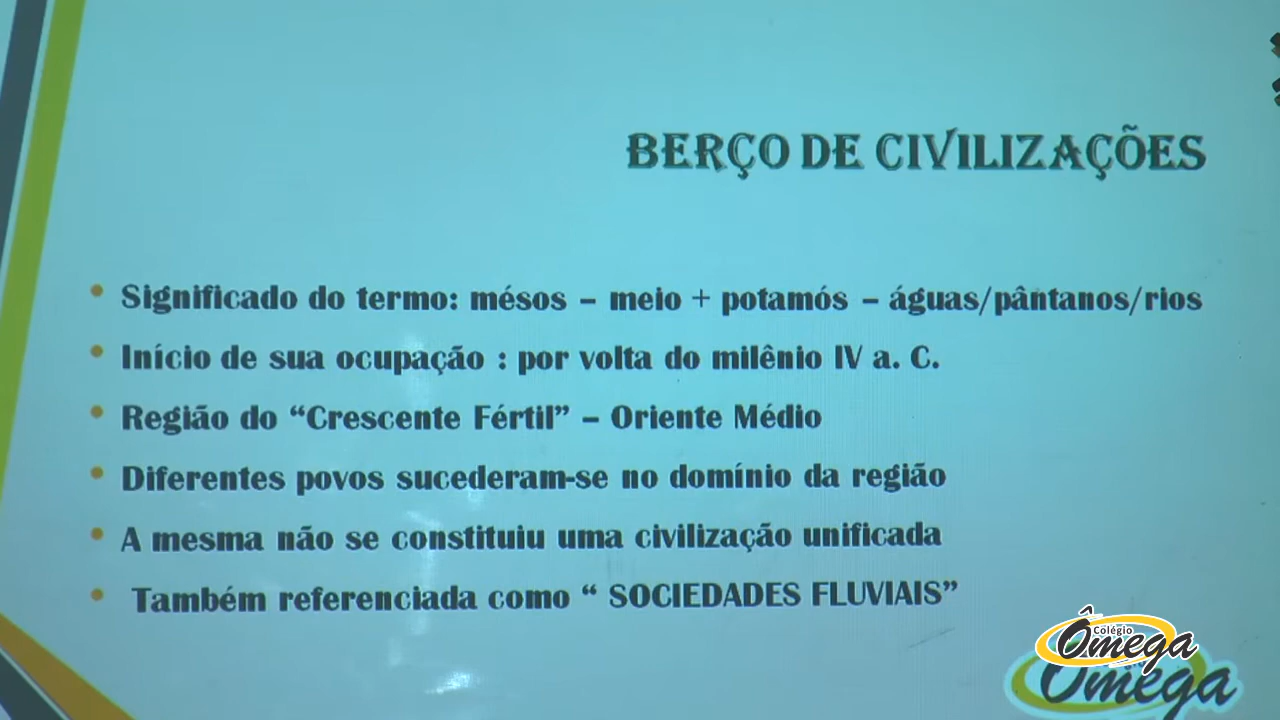 BERÇO DE CIVILIZAÇÕES
• Significado do termo: mésos – meio + potamós – águas/pântanos/rios
• Início de sua ocupação : por volta do milênio IV a. C.
• Região do “Crescente Fértil” – Oriente Médio
• Diferentes povos sucederam-se no domínio da região
• A mesma não se constituiu uma civilização unificada
• Também referenciada como “ SOCIEDADES FLUVIAIS”
Colégio
Ômega
Ômega